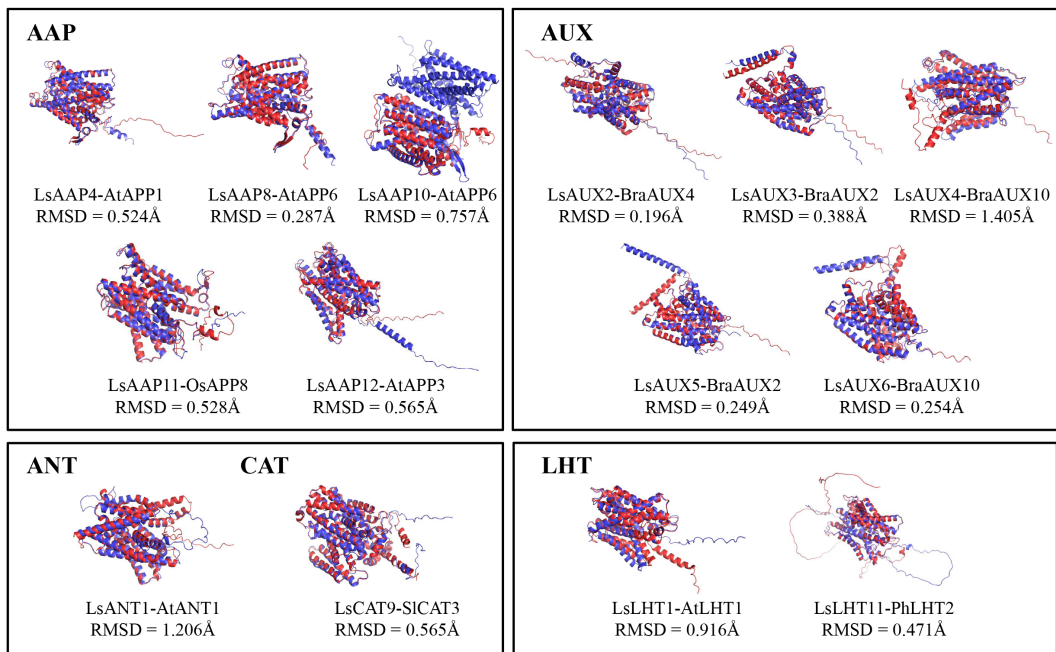 AAP
LsAAP4-AtAPP1
RMSD = 0.524Å
LsAAP8-AtAPP6
RMSD = 0.287Å
LsAAP10-AtAPP6
RMSD = 0.757Å
LsAAP11-OsAPP8
RMSD = 0.528Å
LsAAP12-AtAPP3
RMSD = 0.565Å
AUX
LsAUX2-BraAUX4
RMSD = 0.196Å
LsAUX3-BraAUX2
RMSD = 0.388Å
LsAUX4-BraAUX10
RMSD = 1.405Å
LsAUX5-BraAUX2
RMSD = 0.249Å
LsAUX6-BraAUX10
RMSD = 0.254Å
ANT
LsANT1-AtANT1
RMSD = 1.206Å
CAT
LsCAT9-SlCAT3
RMSD = 0.565Å
LHT
LsLHT1-AtLHT1
RMSD = 0.916Å
LsLHT11-PhLHT2
RMSD = 0.471Å